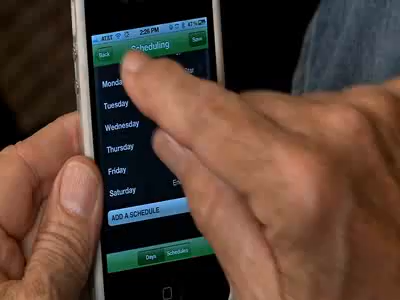 AT&T 2:26 PM 47%
Back Scheduling Save
Monday
Tuesday
Wednesday
Thursday
Friday
Saturday
ADD A SCHEDULE
Days Schedules